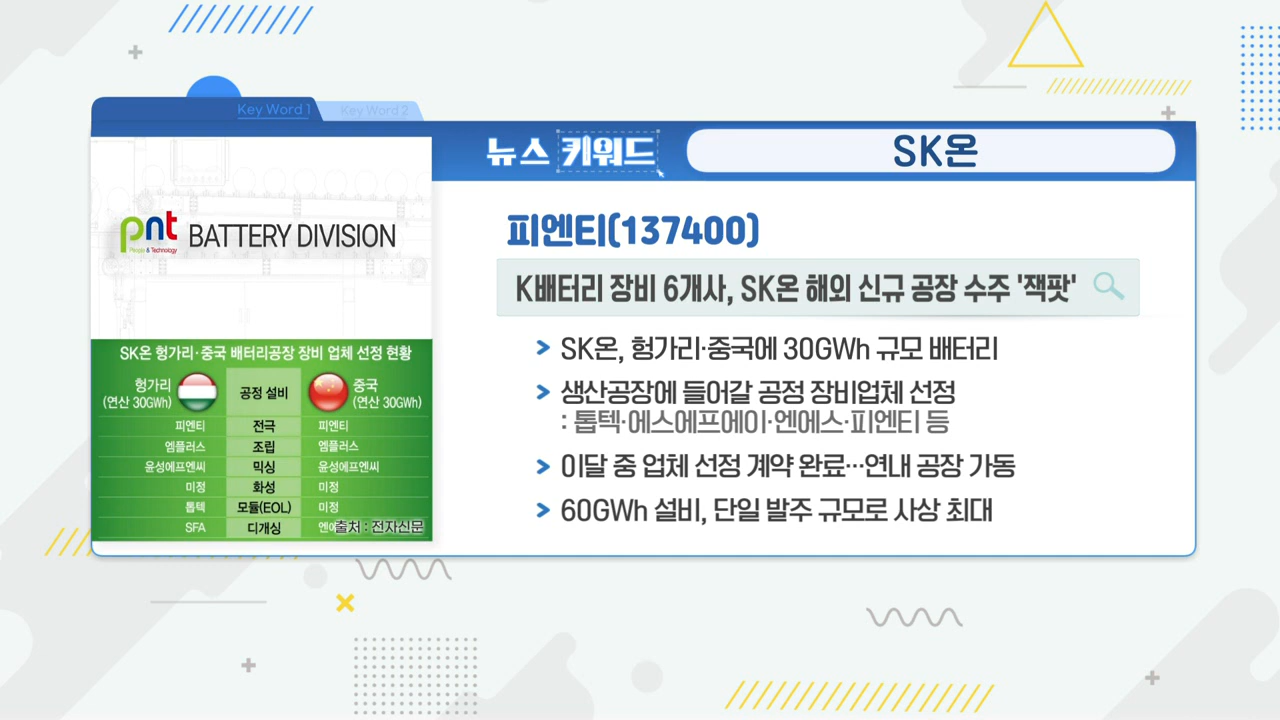 Key Word 1
Key Word 2
뉴스 키워드
SK온
pnt BATTERY DIVISION
People & Technology
피엔티(137400)
K배터리 장비 6개사, SK온 해외 신규 공장 수주 '잭팟'
SK온, 헝가리·중국에 30GWh 규모 배터리
생산공장에 들어갈 공정 장비업체 선정
: 톱텍·에스에프에이·엔에스·피엔티 등
이달 중 업체 선정 계약 완료…연내 공장 가동
60GWh 설비, 단일 발주 규모로 사상 최대
SK온 헝가리·중국 배터리공장 장비 업체 선정 현황
헝가리 (연산 30GWh) 공정 설비 중국 (연산 30GWh)
피엔티 전극 피엔티
엠플러스 조립 엠플러스
윤성에프엔씨 믹싱 윤성에프엔씨
미정 화성 미정
톱텍 모듈(EOL) 미정
SFA 디개싱
출처 : 전자신문